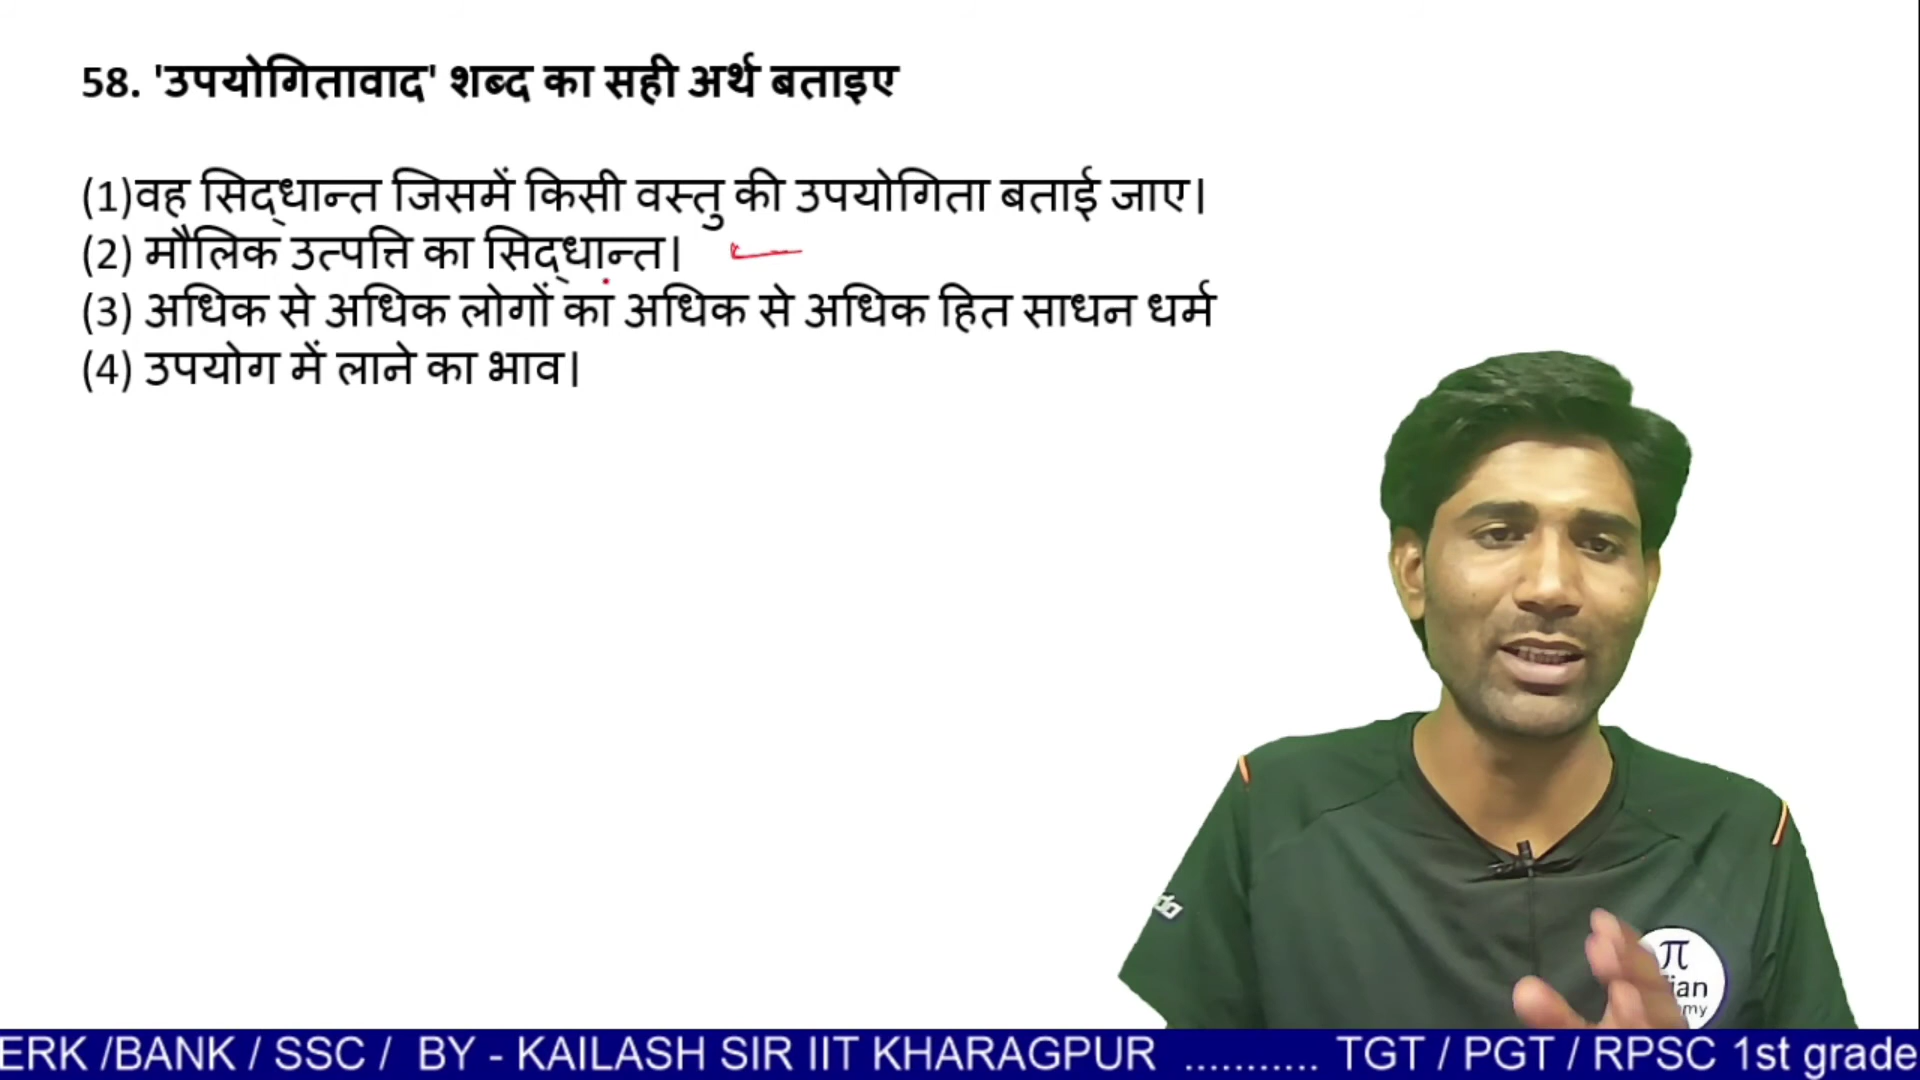 58. 'उपयोगितावाद' शब्द का सही अर्थ बताइए
(1)वह सिद्धान्त जिसमें किसी वस्तु की उपयोगिता बताई जाए।
(2) मौलिक उत्पत्ति का सिद्धान्त।
(3) अधिक से अधिक लोगों का अधिक से अधिक हित साधन धर्म
(4) उपयोग में लाने का भाव।
π
ERK /BANK / SSC / BY - KAILASH SIR IIT KHARAGPUR ........... TGT / PGT / RPSC 1st grade